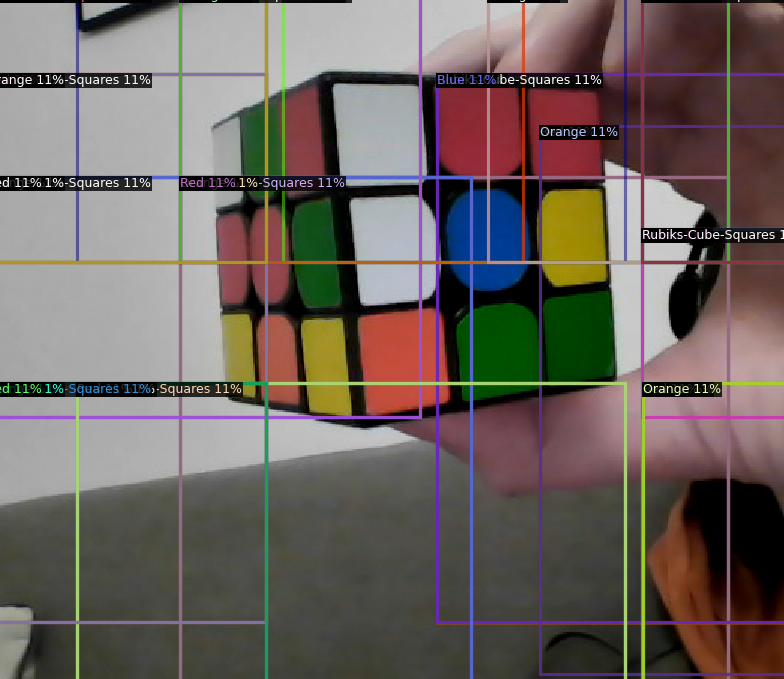 range 11%-Squares 11%
Blue 11%be-Squares 11%
Orange 11%
ed 11%1%-Squares 11%
Red 11%1%-Squares 11%
Rubiks-Cube-Squares 1
ed 11%1%-Squares 11%›-Squares 11%
Orange 11%